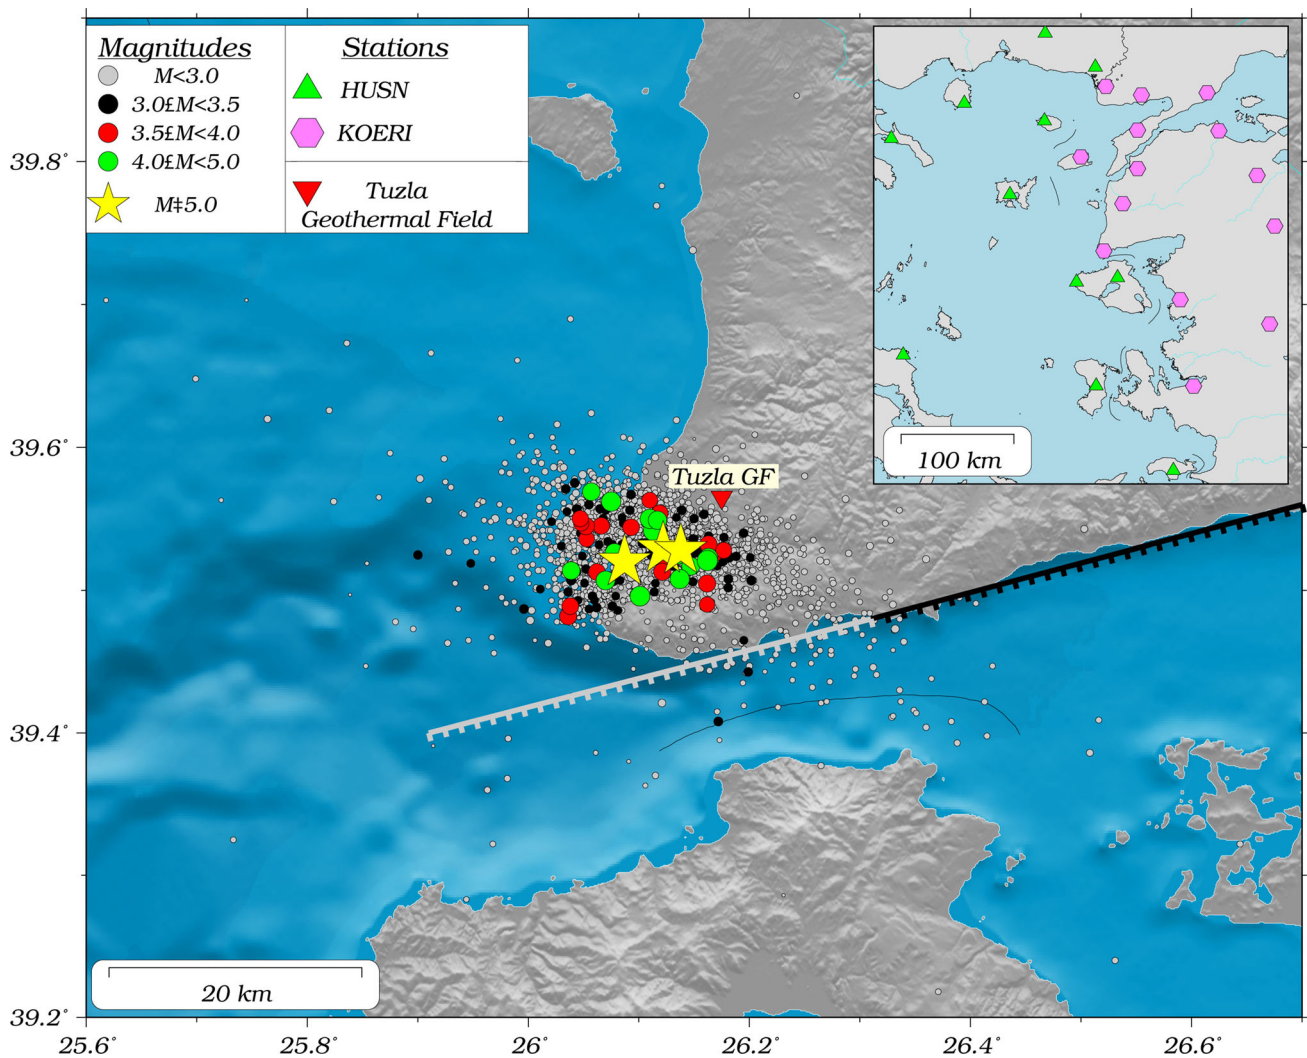 Magnitudes
M<3.0
3.0£M<3.5
3.5£M<4.0
4.0£M<5.0
M‡5.0
Stations
HUSN
KOERI
Tuzla
Geothermal Field
100 km
Tuzla GF
20 km
39.8˚
39.6˚
39.4˚
39.2˚
25.6˚
25.8˚
26˚
26.2˚
26.4˚
26.6˚